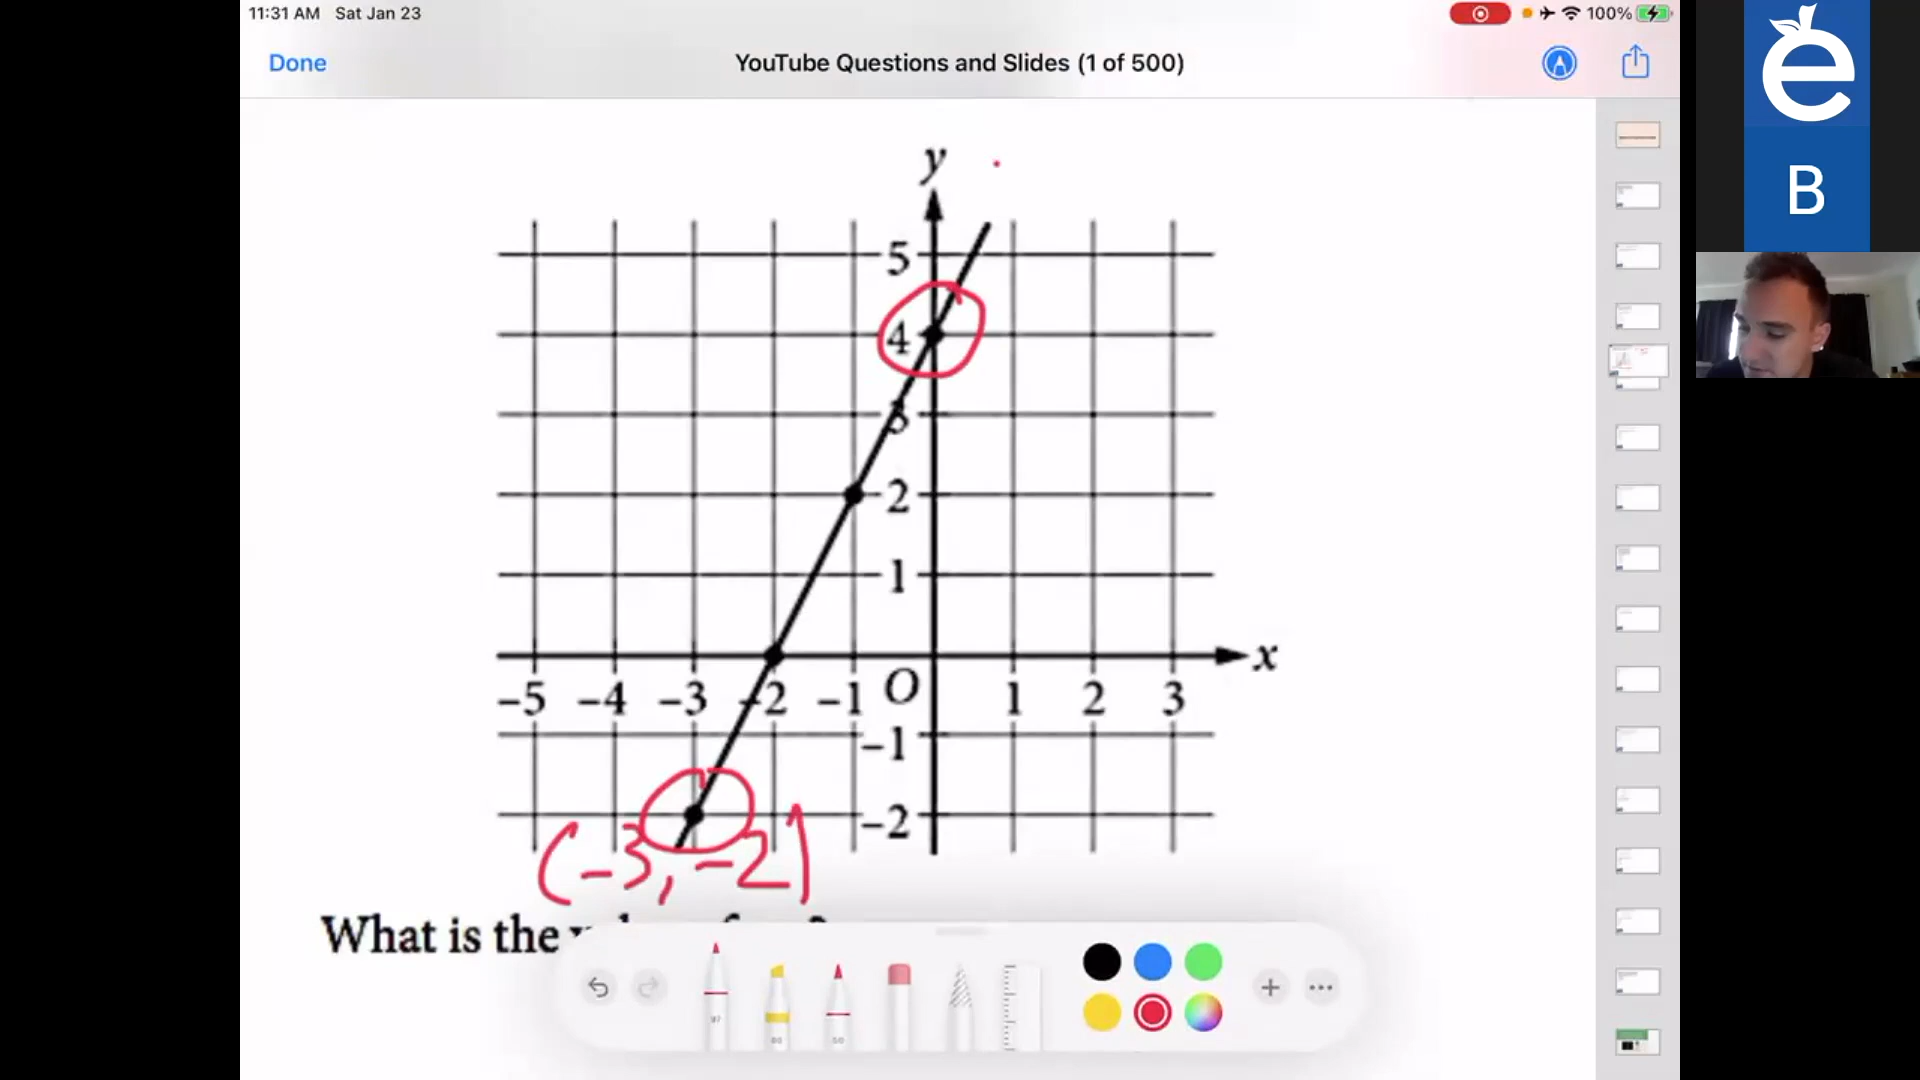 11:31 AM Sat Jan 23
100%
Done
YouTube Questions and Slides (1 of 500)
e
B
y
5
4
3
2
1
x
-5 -4 -3 -2 -1 O 1 2 3
-1
-2
(-3, -2)
What is the